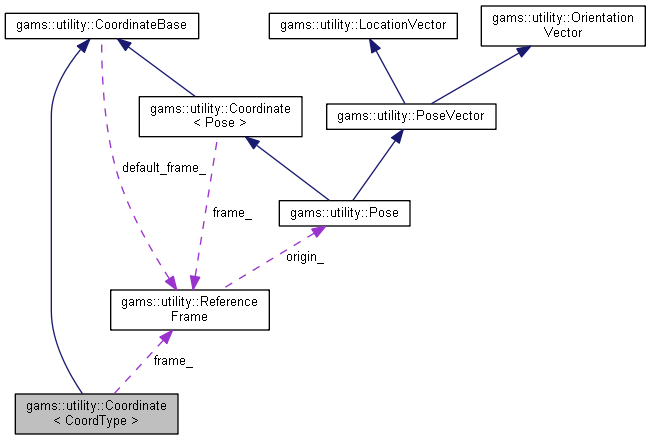 gams::utility::CoordinateBase
gams::utility::LocationVector
gams::utility::Orientation
Vector
gams::utility::Coordinate
< Pose >
gams::utility::PoseVector
default_frame_
frame_
gams::utility::Pose
origin_
gams::utility::Reference
Frame
frame_
gams::utility::Coordinate
< CoordType >